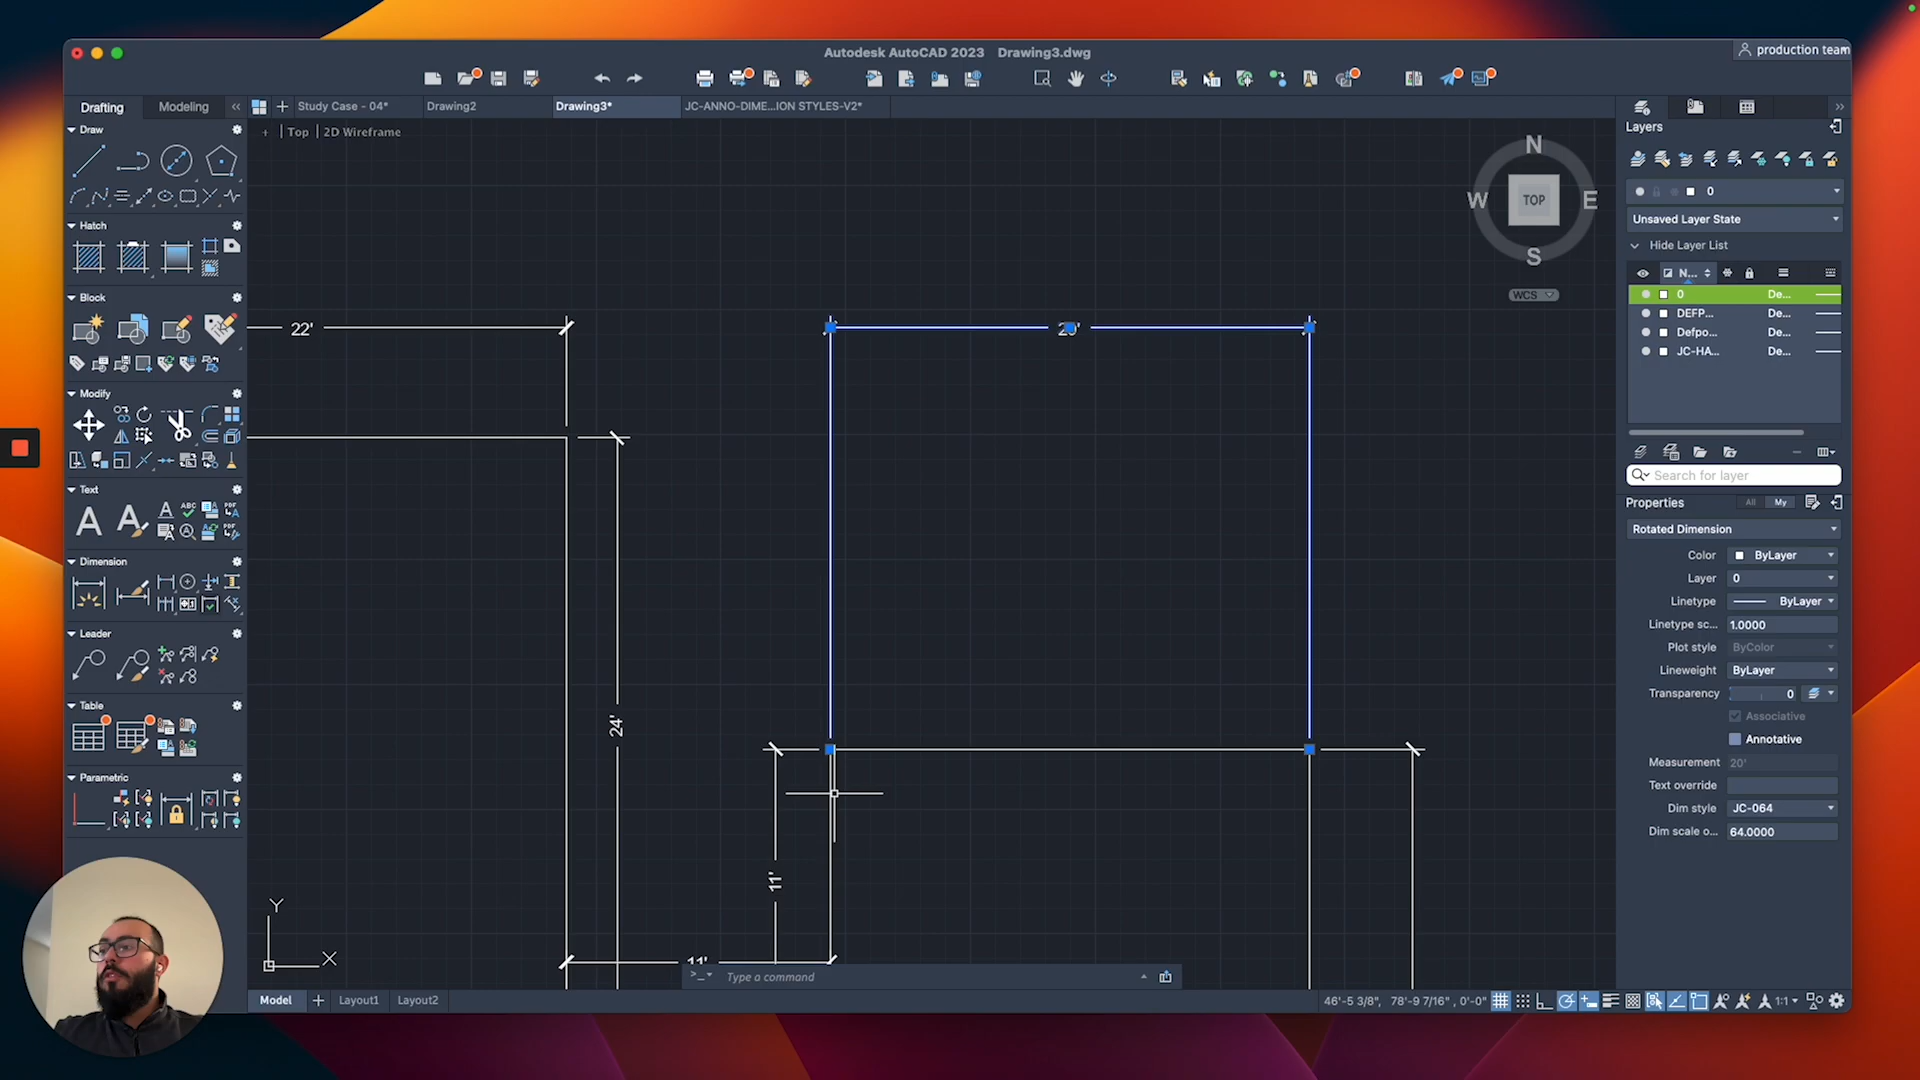 Autodesk AutoCAD 2023 Drawing3.dwg
production team
Drafting
Modeling
Study Case - 04*
Drawing2
Drawing3*
JC-ANNO-DIME...ION STYLES-V2*
+ | Top | 2D Wireframe
Draw
Hatch
Block
Modify
Text
Dimension
Leader
Table
Parametric
22'
24'
11'
11'
Y
X
N
W
TOP
E
S
WCS
Layers
0
Unsaved Layer State
Hide Layer List
N...
0 De...
DEFP... De...
Defpo... De...
JC-HA... De...
Search for layer
Properties
All
My
Rotated Dimension
Color ByLayer
Layer 0
Linetype ByLayer
Linetype sc... 1.0000
Plot style ByColor
Lineweight ByLayer
Transparency 0
Associative
Annotative
Measurement 20'
Text override
Dim style JC-064
Dim scale o... 64.0000
Type a command
Model
Layout1
Layout2
46'-5 3/8", 78'-9 7/16" , 0'-0"
1:1